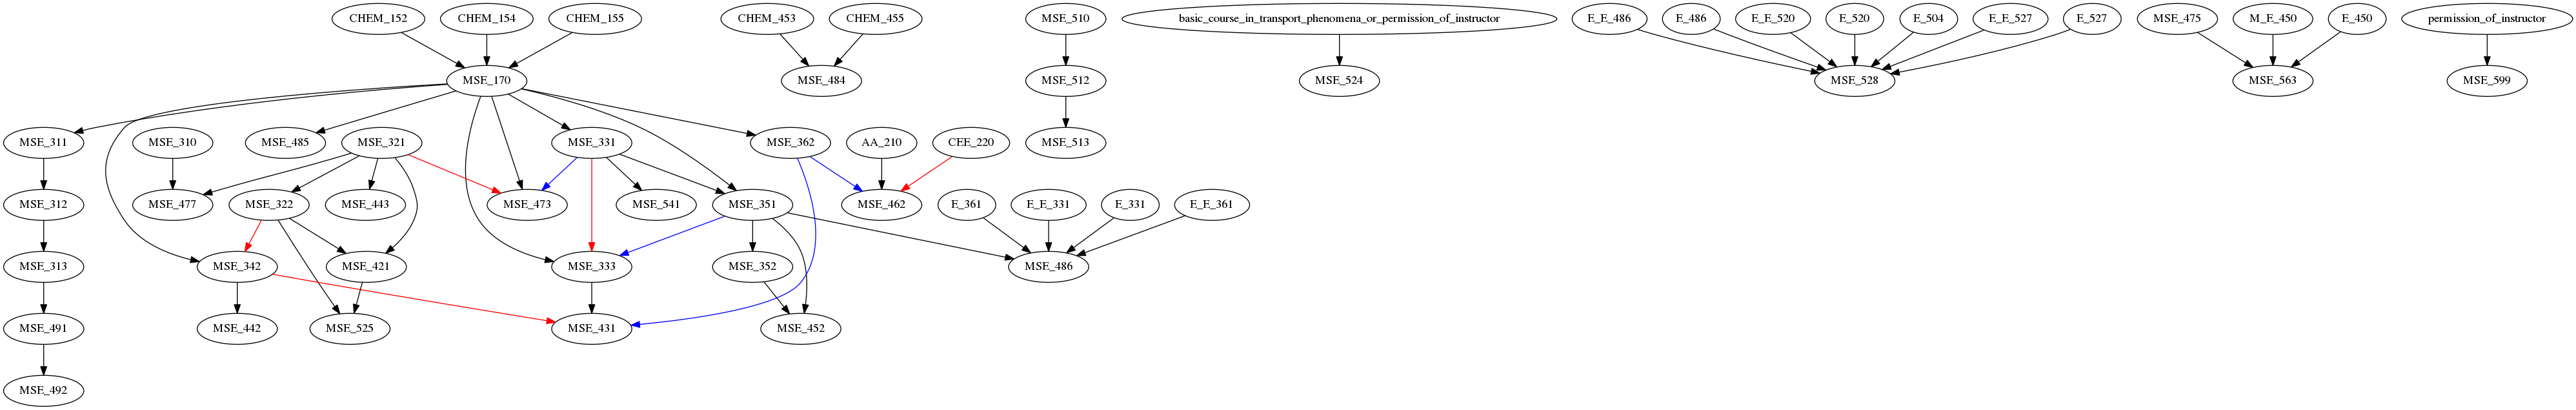 CHEM_152 CHEM_154 CHEM_155 CHEM_453 CHEM_455 MSE_510 basic_course_in_transport_phenomena_or_permission_of_instructor E_E_486 E_486 E_E_520 E_520 E_504 E_E_527 E_527 MSE_475 M_E_450 E_450 permission_of_instructor
MSE_170 MSE_484 MSE_512 MSE_524 MSE_528 MSE_563 MSE_599
MSE_311 MSE_310 MSE_485 MSE_321 MSE_331 MSE_362 AA_210 CEE_220 MSE_513
MSE_312 MSE_477 MSE_322 MSE_443 MSE_473 MSE_541 MSE_351 MSE_462 E_361 E_E_331 E_331 E_E_361
MSE_313 MSE_342 MSE_421 MSE_333 MSE_352 MSE_486
MSE_491 MSE_442 MSE_525 MSE_431 MSE_452
MSE_492